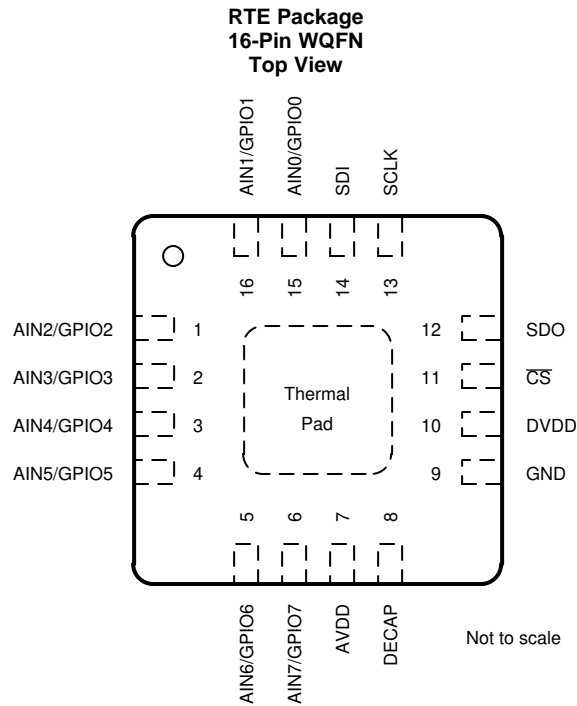 RTE Package
16-Pin WQFN
Top View
AIN1/GPIO1
AIN0/GPIO0
SDI
SCLK
16
15
14
13
AIN2/GPIO2 1
AIN3/GPIO3 2
AIN4/GPIO4 3
AIN5/GPIO5 4
Thermal
Pad
12 SDO
11 C̅S̅
10 DVDD
9 GND
5
6
7
8
AIN6/GPIO6
AIN7/GPIO7
AVDD
DECAP
Not to scale